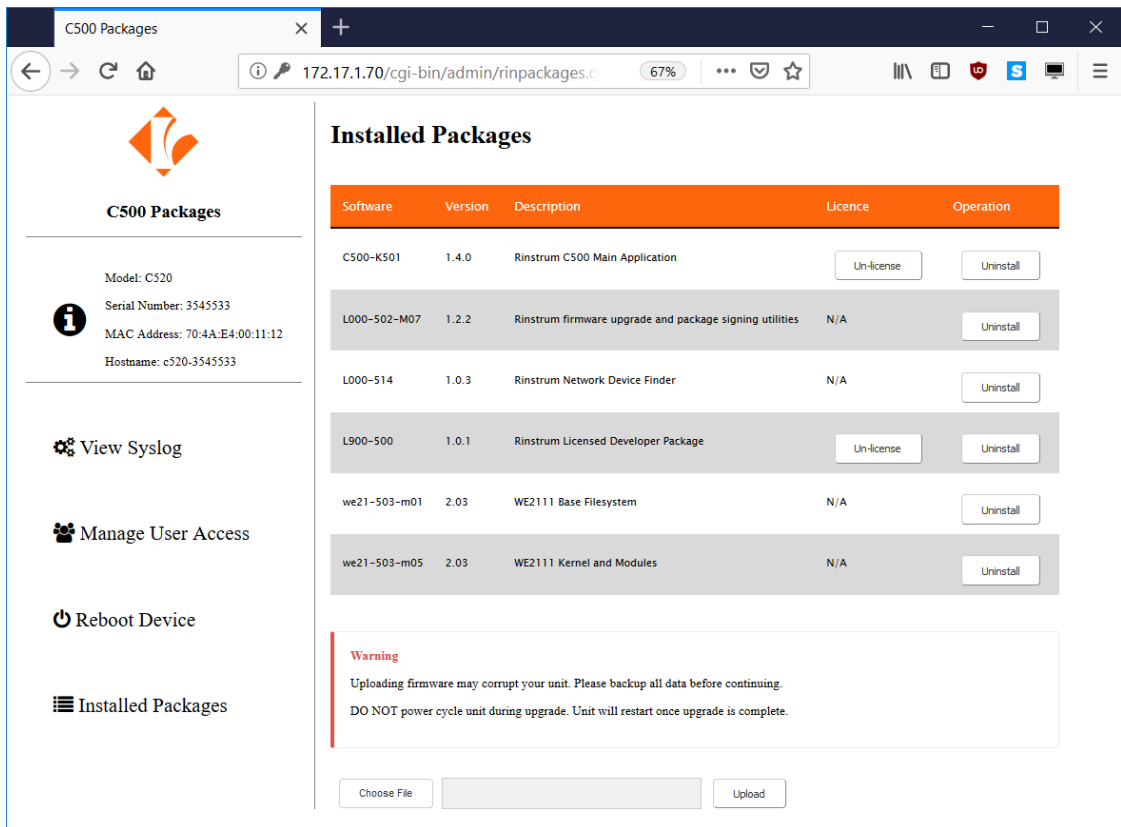 C500 Packages
172.17.1.70/cgi-bin/admin/rinpackages.c
67%
C500 Packages
Model: C520
Serial Number: 3545533
MAC Address: 70:4A:E4:00:11:12
Hostname: c520-3545533
View Syslog
Manage User Access
Reboot Device
Installed Packages
Installed Packages
Software Version Description Licence Operation
C500-K501 1.4.0 Rinstrum C500 Main Application Un-license Uninstall
L000-502-M07 1.2.2 Rinstrum firmware upgrade and package signing utilities N/A Uninstall
L000-514 1.0.3 Rinstrum Network Device Finder N/A Uninstall
L900-500 1.0.1 Rinstrum Licensed Developer Package Un-license Uninstall
we21-503-m01 2.03 WE2111 Base Filesystem N/A Uninstall
we21-503-m05 2.03 WE2111 Kernel and Modules N/A Uninstall
Warning
Uploading firmware may corrupt your unit. Please backup all data before continuing.
DO NOT power cycle unit during upgrade. Unit will restart once upgrade is complete.
Choose File Upload